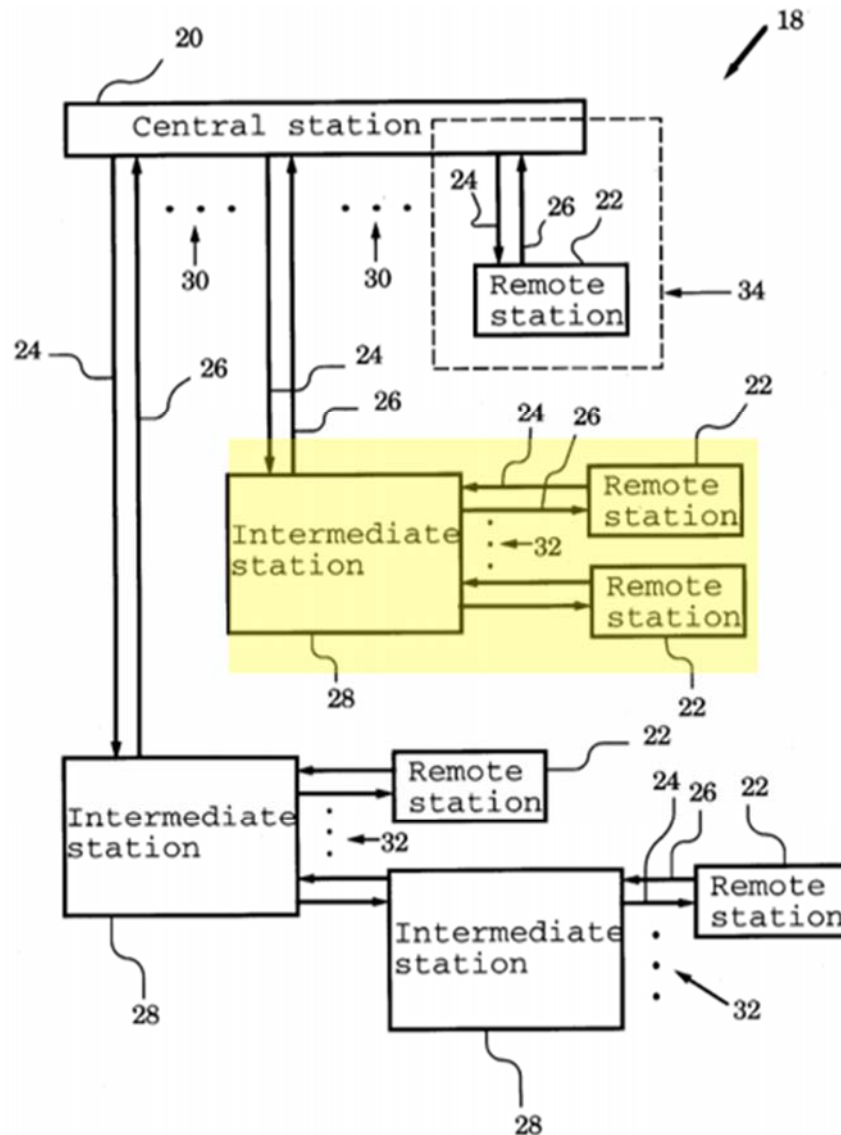 18
20
Central station
24
26
22
30
30
Remote
station
34
24
26
24
26
24
26
22
Intermediate
station
Remote
station
32
Remote
station
28
22
22
Intermediate
station
Remote
station
32
24
26
22
Intermediate
station
Remote
station
28
32
28